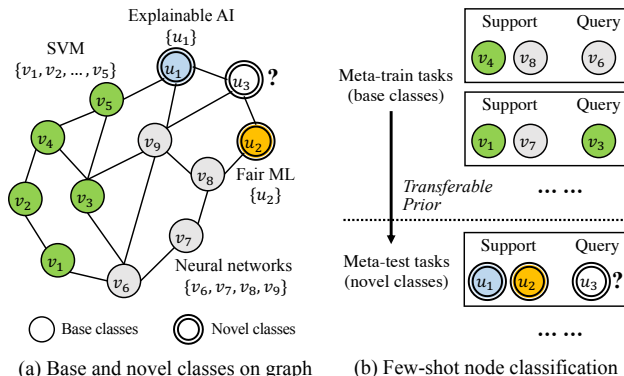 Explainable AI
{u₁}
SVM
{v₁, v₂, …, v₅}
u₁
u₃
?
v₅
v₄
v₉
u₂
Fair ML
{u₂}
v₈
v₃
v₂
v₇
v₁
v₆
Neural networks
{v₆, v₇, v₈, v₉}
Base classes
Novel classes
(a) Base and novel classes on graph
Support Query
v₄ v₈ v₆
Meta-train tasks
(base classes)
Support Query
v₁ v₇ v₃
Transferable
Prior
… …
Support Query
Meta-test tasks
(novel classes)
u₁ u₂ u₃ ?
… …
(b) Few-shot node classification